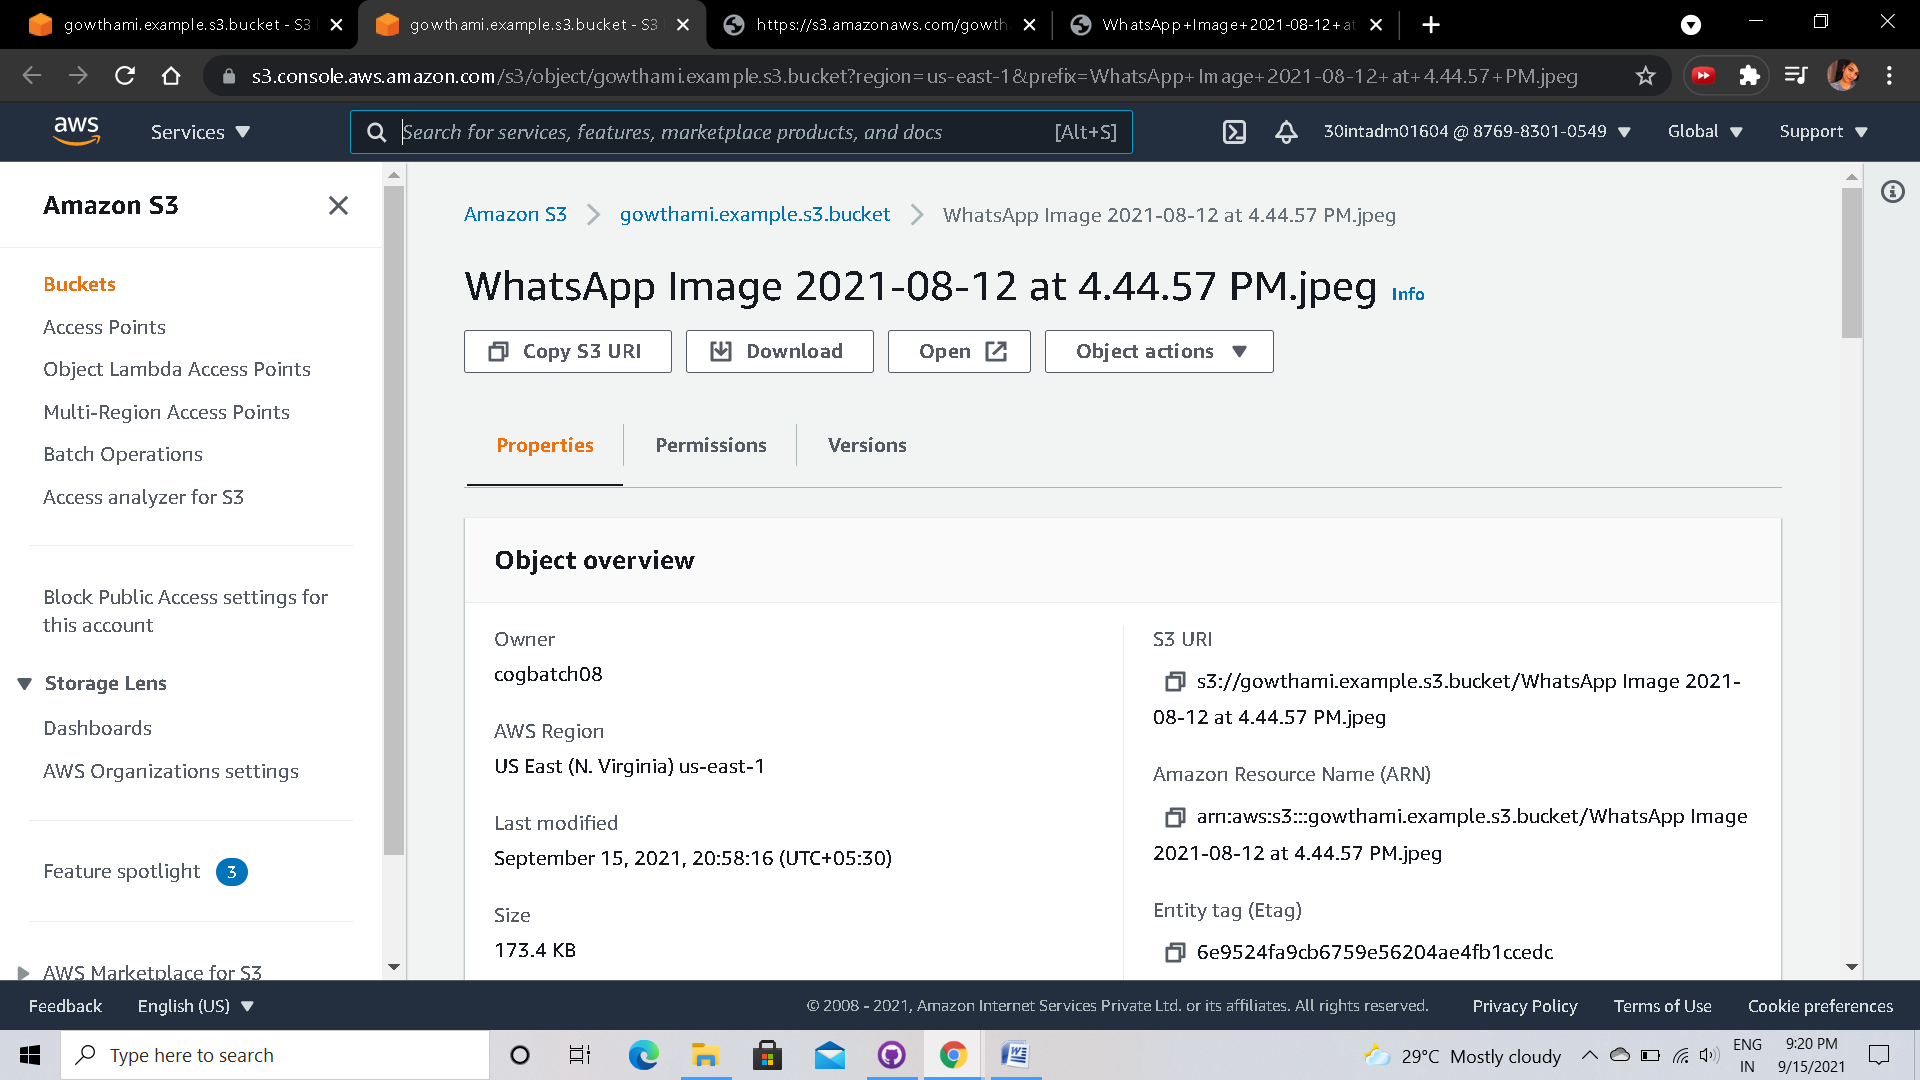 gowthami.example.s3.bucket - S3
gowthami.example.s3.bucket - S3
https://s3.amazonaws.com/gowth
WhatsApp+Image+2021-08-12+at
s3.console.aws.amazon.com/s3/object/gowthami.example.s3.bucket?region=us-east-1&prefix=WhatsApp+Image+2021-08-12+at+4.44.57+PM.jpeg
aws
Services
Search for services, features, marketplace products, and docs
[Alt+S]
30intadm01604 @ 8769-8301-0549
Global
Support
Amazon S3
Buckets
Access Points
Object Lambda Access Points
Multi-Region Access Points
Batch Operations
Access analyzer for S3
Block Public Access settings for
this account
Storage Lens
Dashboards
AWS Organizations settings
Feature spotlight 3
AWS Marketplace for S3
Amazon S3
gowthami.example.s3.bucket
WhatsApp Image 2021-08-12 at 4.44.57 PM.jpeg
WhatsApp Image 2021-08-12 at 4.44.57 PM.jpeg Info
Copy S3 URI
Download
Open
Object actions
Properties
Permissions
Versions
Object overview
Owner
cogbatch08
AWS Region
US East (N. Virginia) us-east-1
Last modified
September 15, 2021, 20:58:16 (UTC+05:30)
Size
173.4 KB
S3 URI
s3://gowthami.example.s3.bucket/WhatsApp Image 2021-
08-12 at 4.44.57 PM.jpeg
Amazon Resource Name (ARN)
arn:aws:s3:::gowthami.example.s3.bucket/WhatsApp Image
2021-08-12 at 4.44.57 PM.jpeg
Entity tag (Etag)
6e9524fa9cb6759e56204ae4fb1ccedc
Feedback
English (US)
© 2008 - 2021, Amazon Internet Services Private Ltd. or its affiliates. All rights reserved.
Privacy Policy
Terms of Use
Cookie preferences
Type here to search
29°C Mostly cloudy
ENG
IN
9:20 PM
9/15/2021